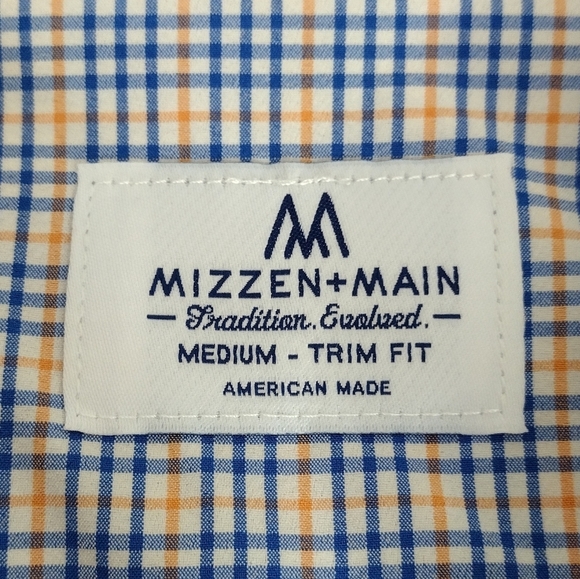 MIZZEN+MAIN
Tradition. Evolved.
MEDIUM - TRIM FIT
AMERICAN MADE